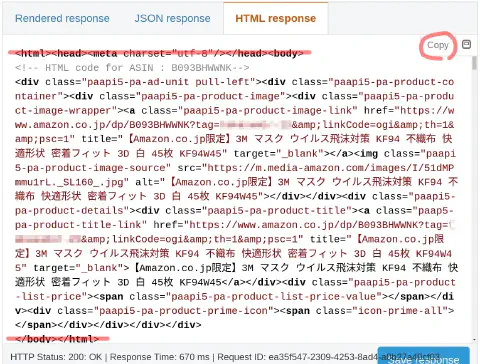 Rendered response JSON response HTML response
Copy
<html><head><meta charset="utf-8"/></head><body>
<!-- HTML code for ASIN : B093BHWWNK-->
<div class="paapi5-pa-ad-unit pull-left"><div class="paapi5-pa-product-co
ntainer"><div class="paapi5-pa-product-image"><div class="paapi5-pa-produ
ct-image-wrapper"><a class="paapi5-pa-product-image-link" href="https://w
ww.amazon.co.jp/dp/B093BHWWNK?tag=&amp;linkCode=ogi&amp;th=1&
amp;psc=1" title="【Amazon.co.jp限定】3M マスク ウイルス飛沫対策 KF94 不織布 快
適形状 密着フィット 3D 白 45枚 KF94W45" target="_blank"></a><img class="paapi
5-pa-product-image-source" src="https://m.media-amazon.com/images/I/51dMP
mmu1rL._SL160_.jpg" alt="【Amazon.co.jp限定】3M マスク ウイルス飛沫対策 KF94 不
織布 快適形状 密着フィット 3D 白 45枚 KF94W45"></div></div><div class="paapi5-
pa-product-details"><div class="paapi5-pa-product-title"><a class="paap5-
pa-product-title-link" href="https://www.amazon.co.jp/dp/B093BHWWNK?tag=
&amp;linkCode=ogi&amp;th=1&amp;psc=1" title="【Amazon.co.jp限
定】3M マスク ウイルス飛沫対策 KF94 不織布 快適形状 密着フィット 3D 白 45枚 KF94W4
5" target="_blank">【Amazon.co.jp限定】3M マスク ウイルス飛沫対策 KF94 不織布 快
適形状 密着フィット 3D 白 45枚 KF94W45</a></div><div class="paapi5-pa-product
-list-price"><span class="paapi5-pa-product-list-price-value"></span></di
v><div class="paapi5-pa-product-prime-icon"><span class="icon-prime-all">
</span></div></div></div></div>
</body></html>
HTTP Status: 200: OK | Response Time: 670 ms | Request ID:
Save response